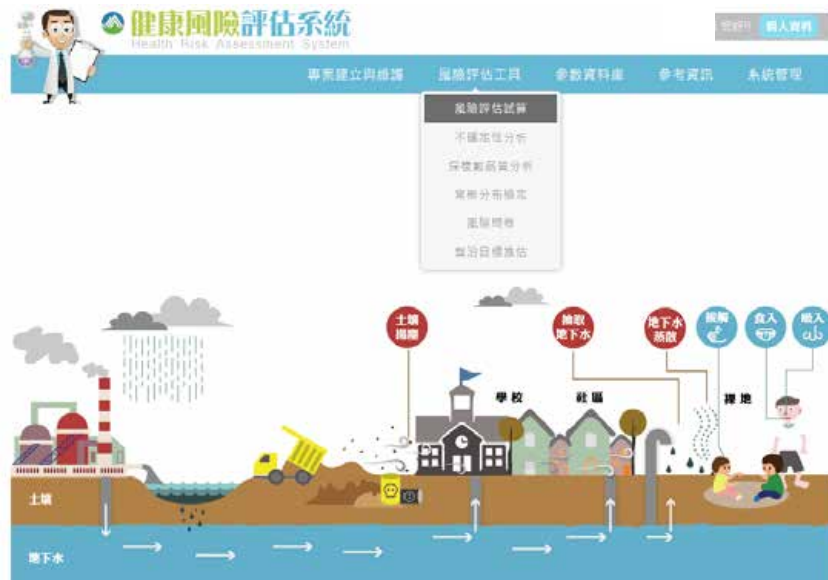 健康風險評估系統
Health Risk Assessment System
個人資料
專案建立與維護
風險評估工具
參數資料庫
參考資訊
系統管理
風險評估試算
不確定性分析
採樣數品質分析
常態分布檢定
風險問卷
整治目標推估
土壤
揚塵
抽取
地下水
地下水
蒸散
接觸
食入
吸入
學校
社區
裸地
土壤
地下水